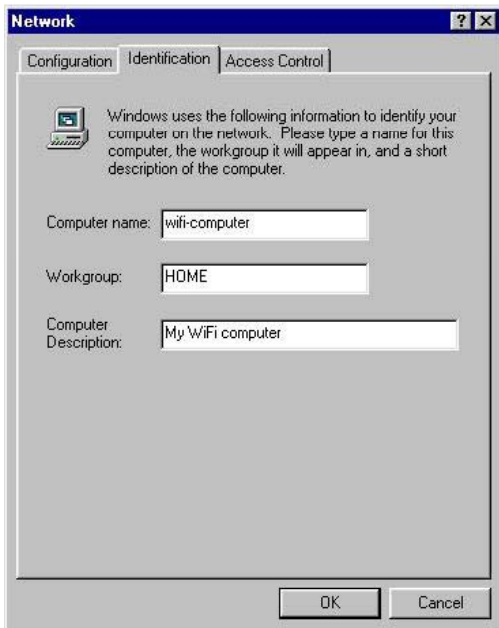 Network
Configuration Identification Access Control
Windows uses the following information to identify your
computer on the network. Please type a name for this
computer, the workgroup it will appear in, and a short
description of the computer.
Computer name: wifi-computer
Workgroup: HOME
Computer
Description: My WiFi computer
OK Cancel